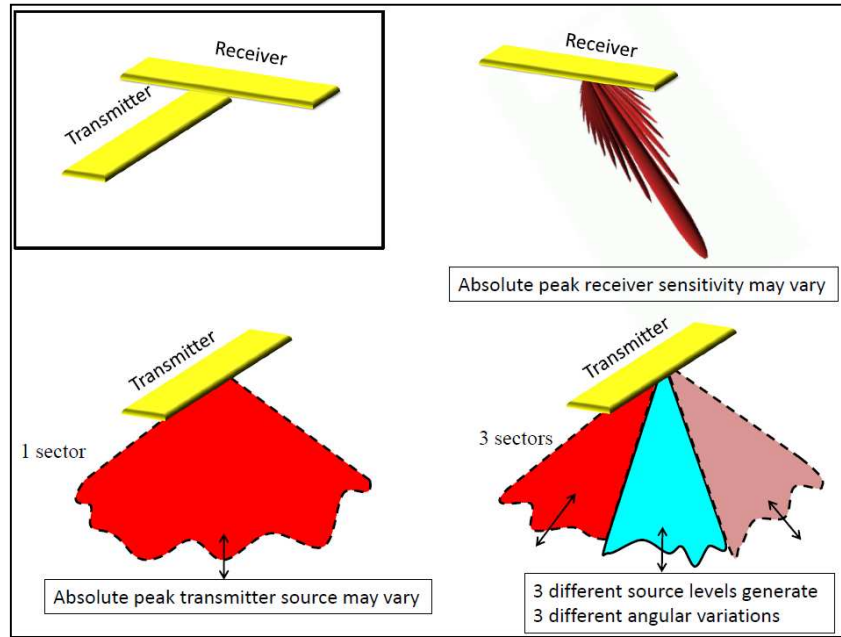 Receiver
Transmitter
Receiver
Absolute peak receiver sensitivity may vary
Transmitter
1 sector
Absolute peak transmitter source may vary
Transmitter
3 sectors
3 different source levels generate
3 different angular variations